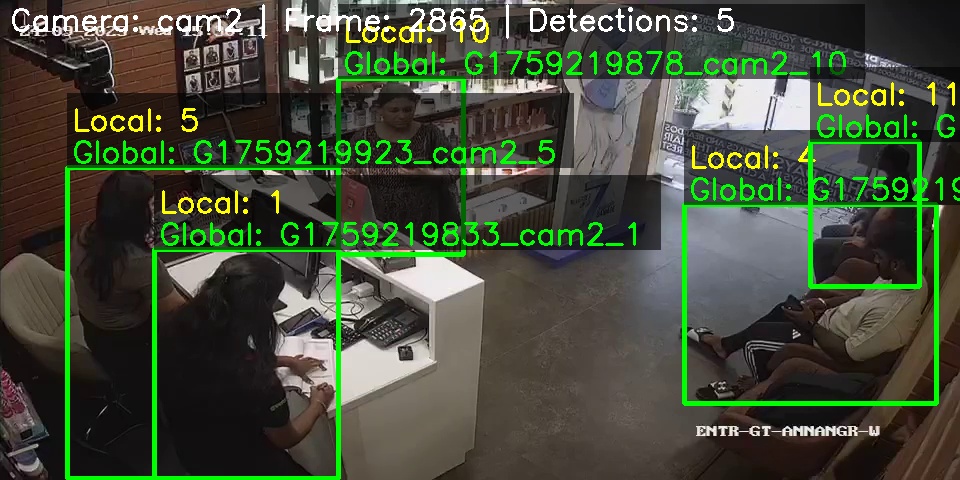 Camera: cam2 | Frame: 2865 | Detections: 5
Local: 10
Global: G1759219878_cam2_10
Local: 11
Global: G
Local: 5
Global: G1759219923_cam2_5
Local: 4
Global: G1759219
Local: 1
Global: G1759219833_cam2_1
ENTR-GT-ANNANGR-W